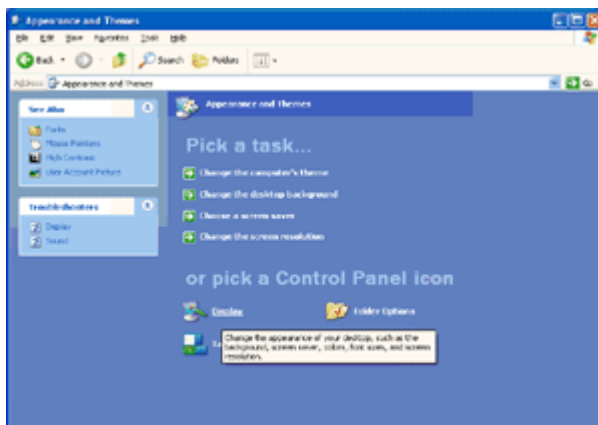 Appearance and Themes
File Edit View Favorites Tools Help
Back Search Folders
Address Appearance and Themes Go
See Also
Fonts
Mouse Pointers
High Contrast
User Account Picture
Troubleshooters
Display
Sound
Appearance and Themes
Pick a task...
Change the computer's theme
Change the desktop background
Choose a screen saver
Change the screen resolution
or pick a Control Panel icon
Display Folder Options
Change the appearance of your desktop, such as the
background, screen saver, colors, font sizes, and screen
resolution.